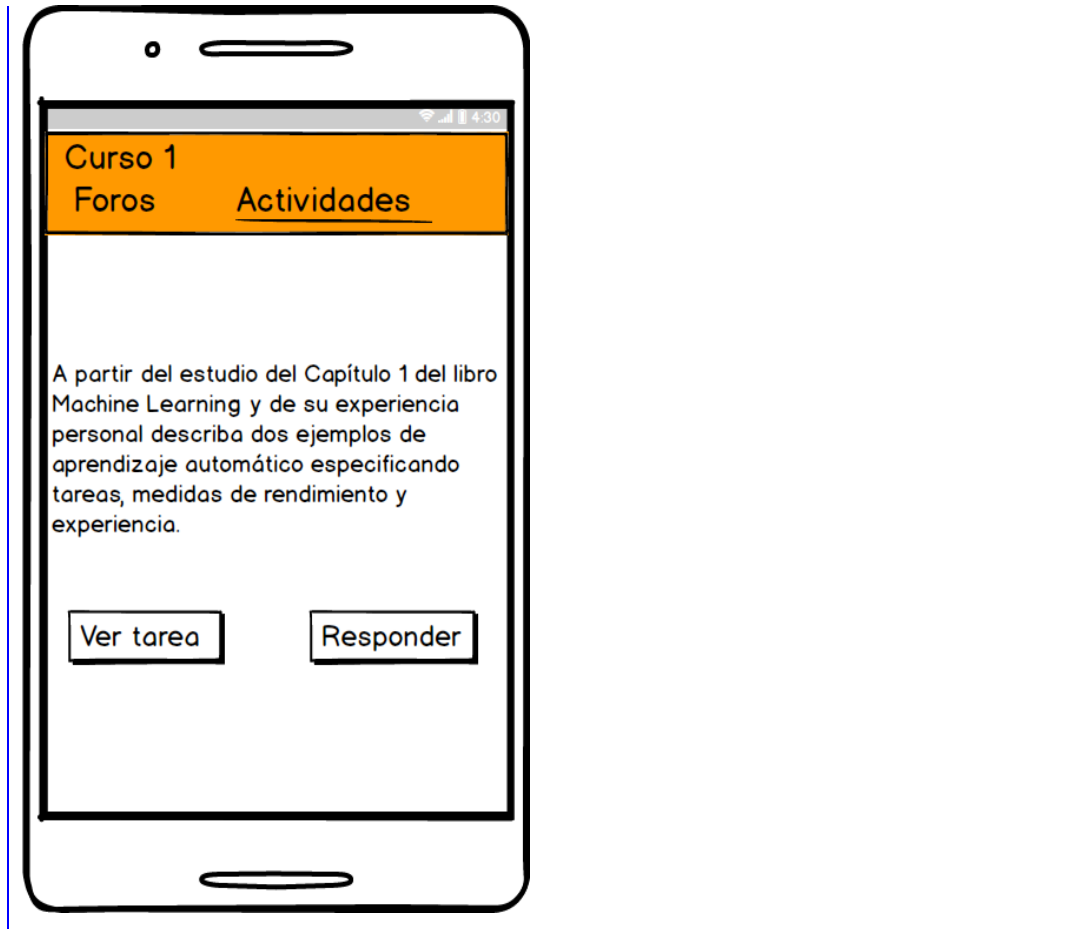 4:30
Curso 1
Foros Actividades
A partir del estudio del Capítulo 1 del libro
Machine Learning y de su experiencia
personal describa dos ejemplos de
aprendizaje automático especificando
tareas, medidas de rendimiento y
experiencia.
Ver tarea Responder